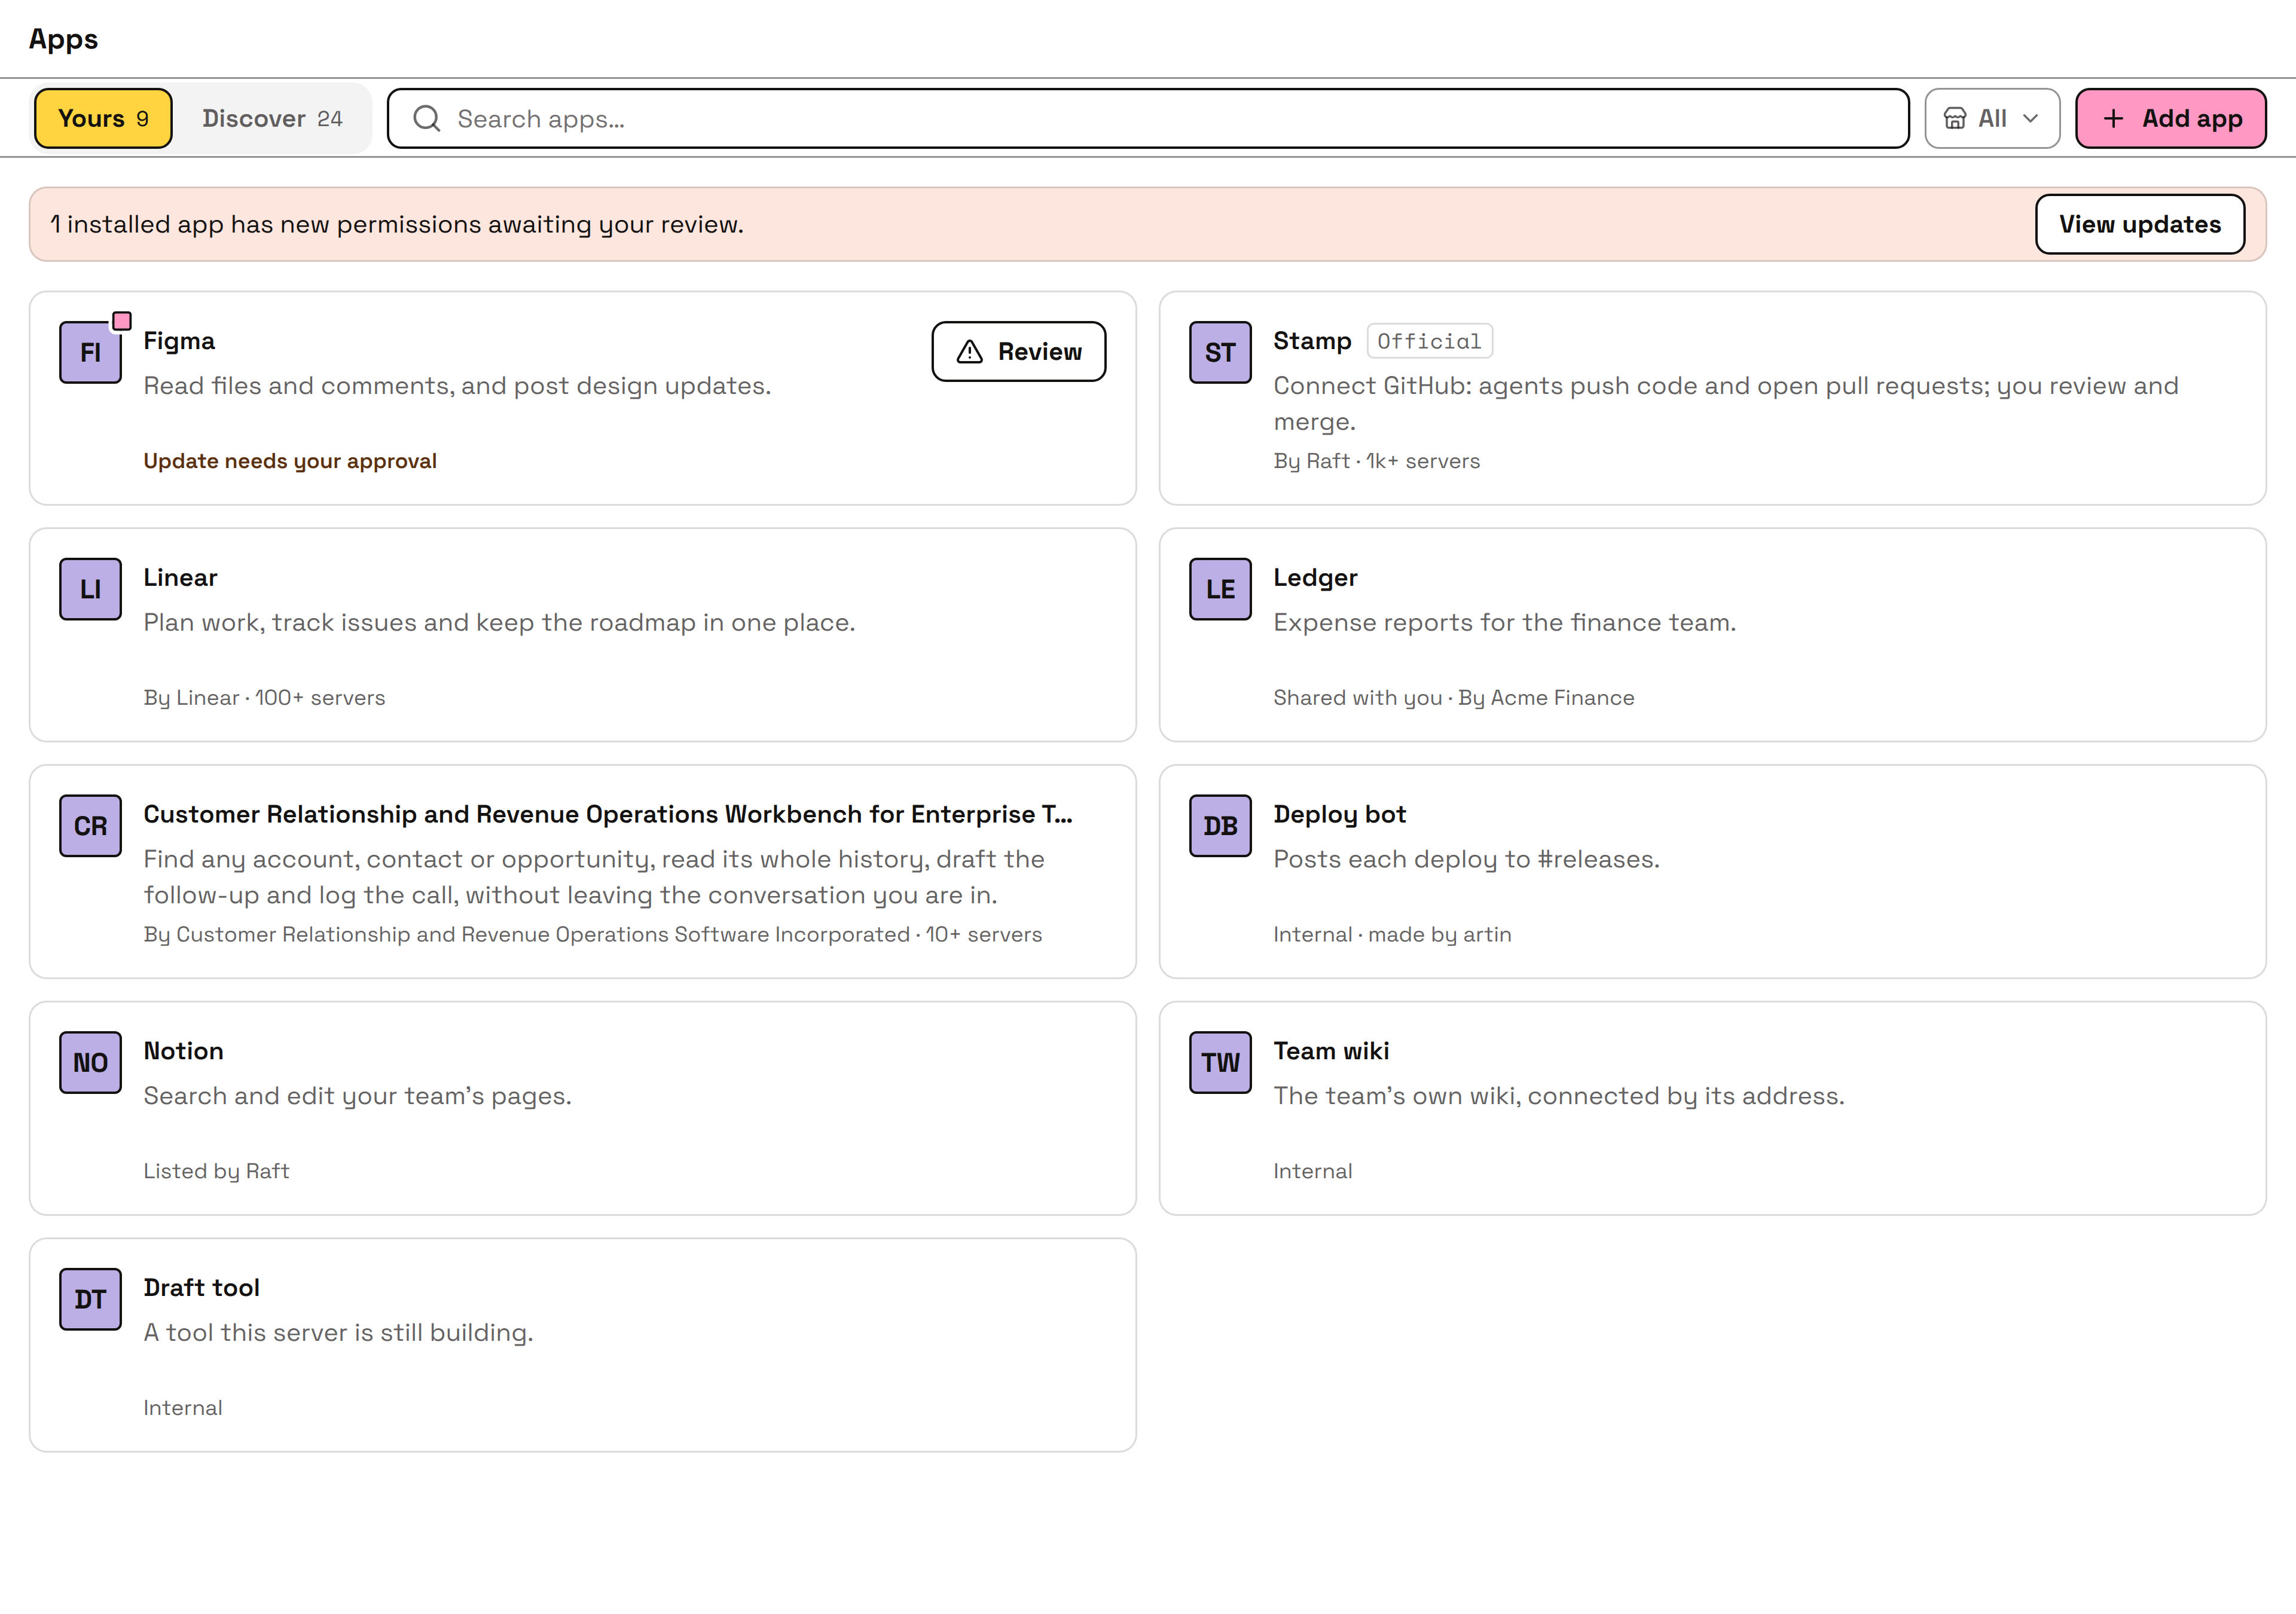 Apps
Yours 9
Discover 24
Search apps...
All
Add app
1 installed app has new permissions awaiting your review.
View updates
FI
Figma
Review
Read files and comments, and post design updates.
Update needs your approval
ST
Stamp
Official
Connect GitHub: agents push code and open pull requests; you review and
merge.
By Raft · 1k+ servers
LI
Linear
Plan work, track issues and keep the roadmap in one place.
By Linear · 100+ servers
LE
Ledger
Expense reports for the finance team.
Shared with you · By Acme Finance
CR
Customer Relationship and Revenue Operations Workbench for Enterprise T...
Find any account, contact or opportunity, read its whole history, draft the
follow-up and log the call, without leaving the conversation you are in.
By Customer Relationship and Revenue Operations Software Incorporated · 10+ servers
DB
Deploy bot
Posts each deploy to #releases.
Internal · made by artin
NO
Notion
Search and edit your team’s pages.
Listed by Raft
TW
Team wiki
The team’s own wiki, connected by its address.
Internal
DT
Draft tool
A tool this server is still building.
Internal